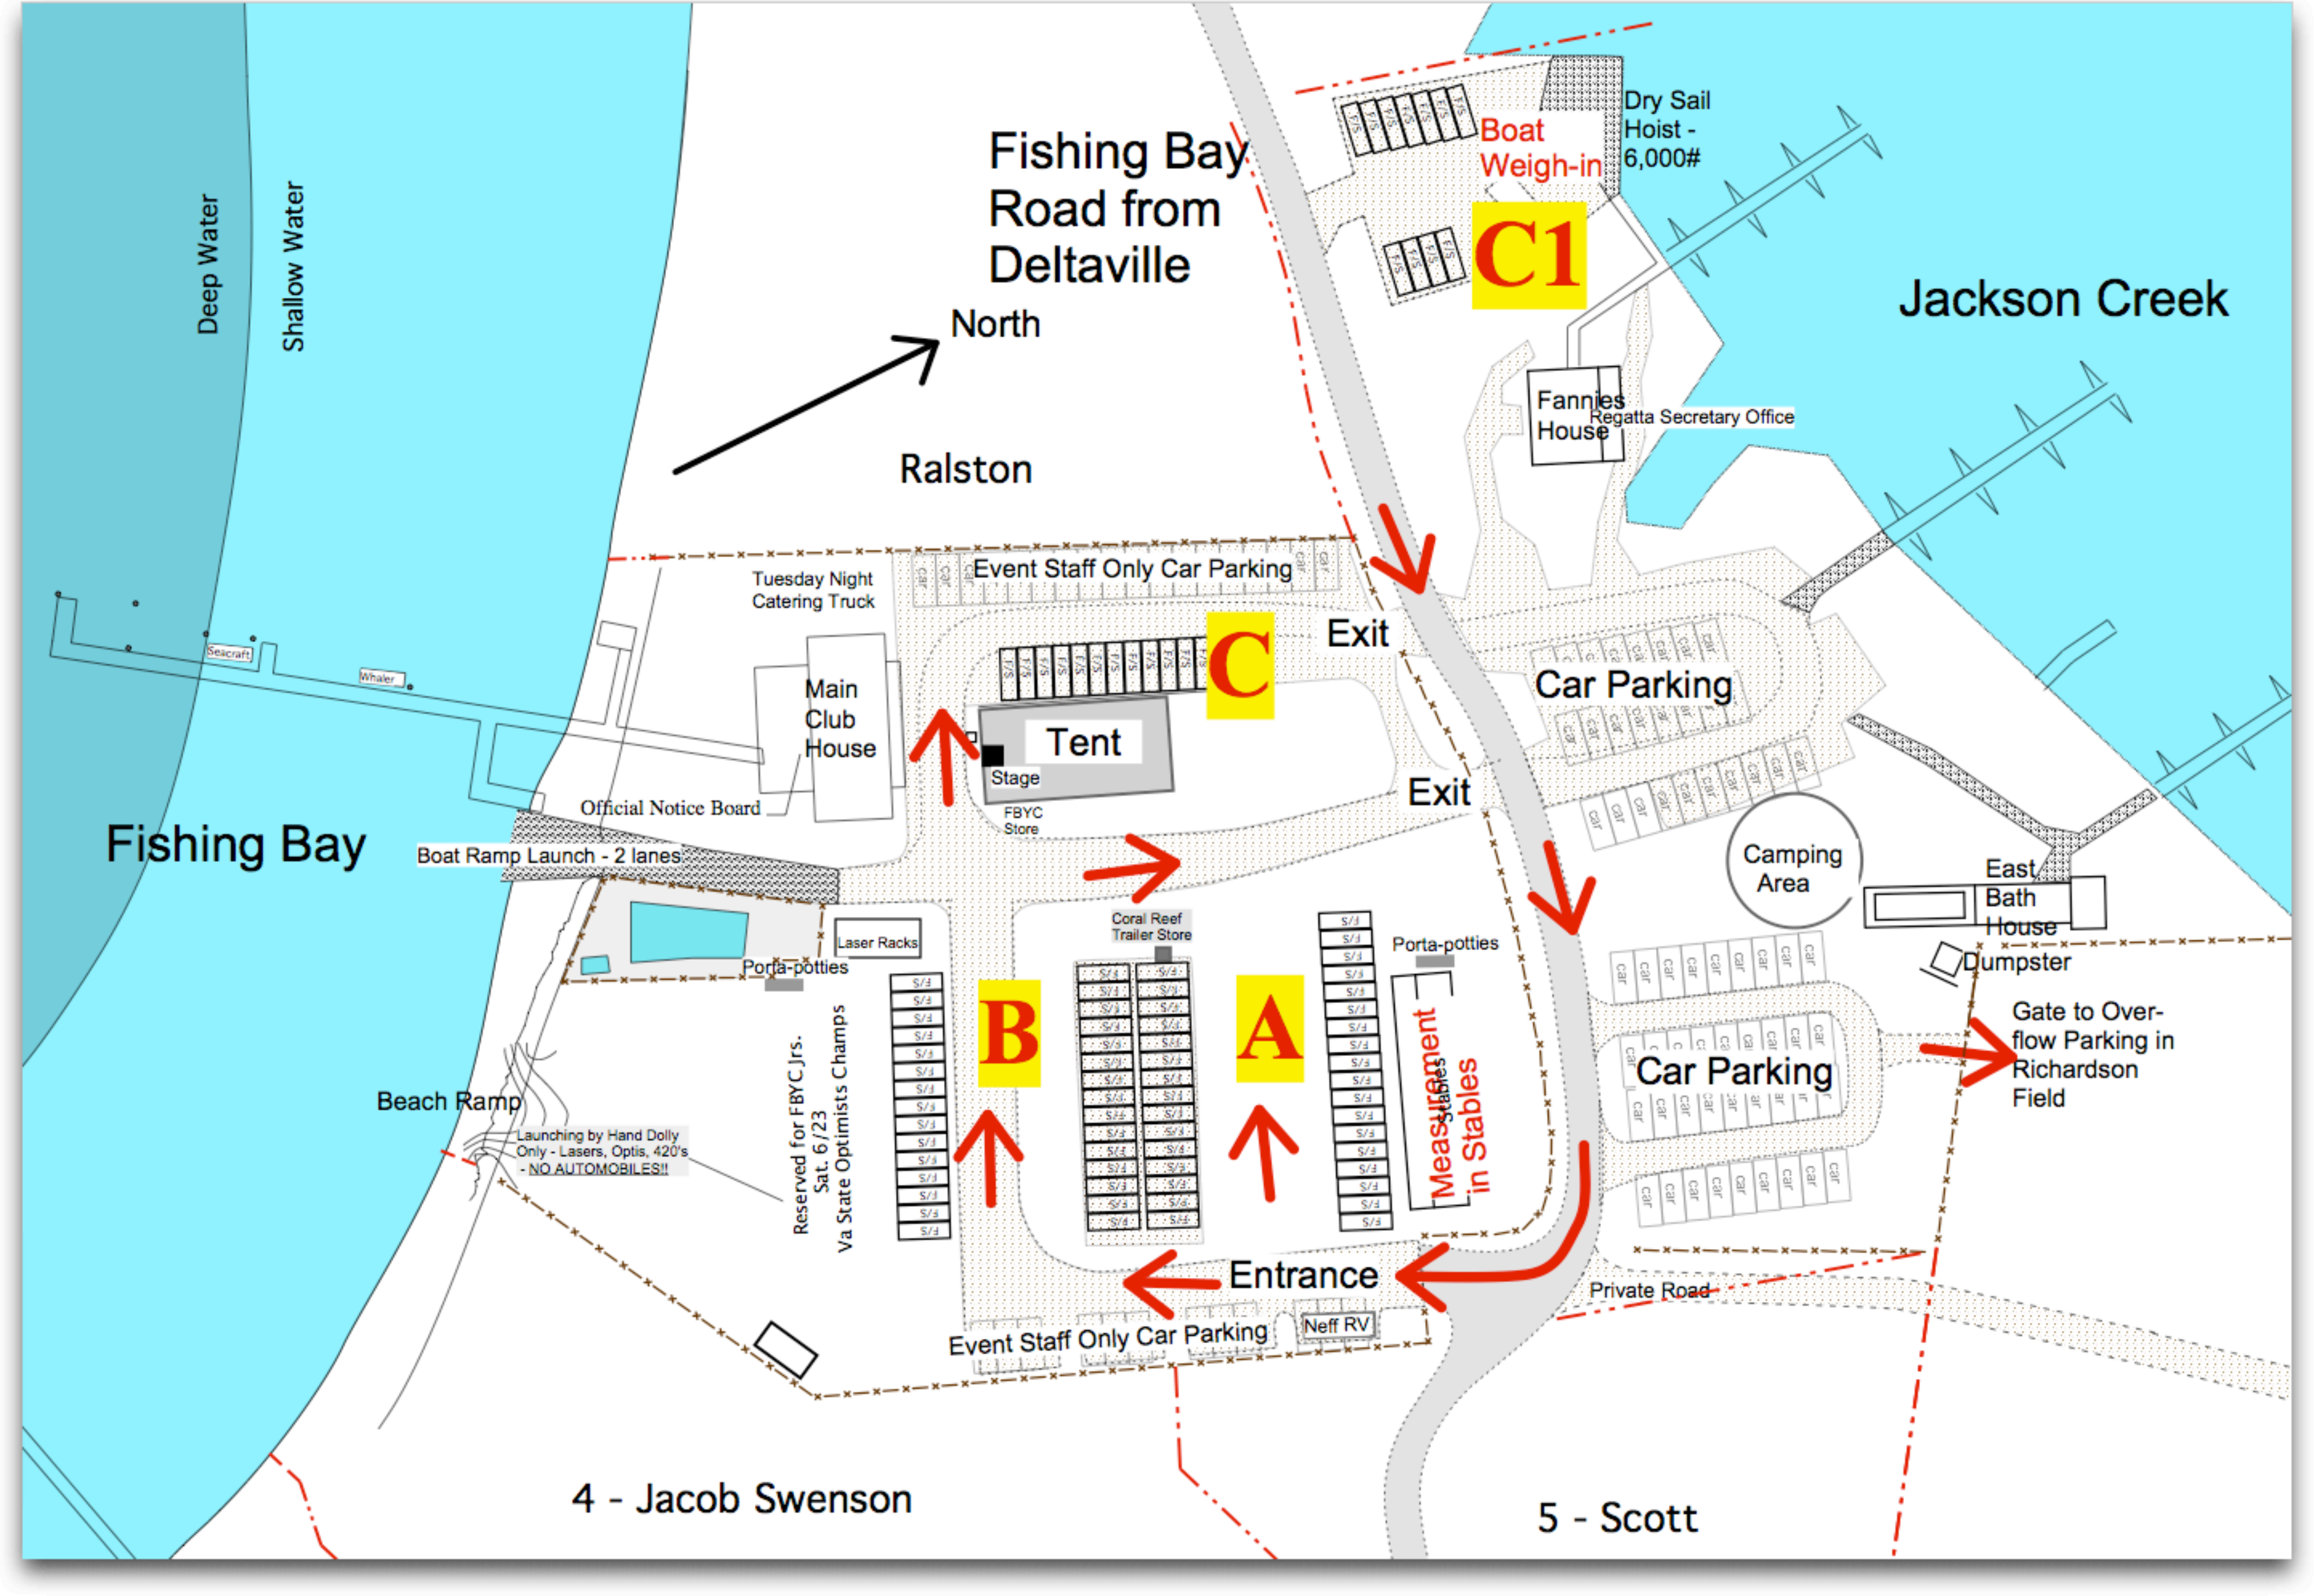 Deep Water
Shallow Water
Fishing Bay
Road from
Deltaville
North
Ralston
Boat
Weigh-in
Dry Sail
Hoist -
6,000#
C1
Jackson Creek
Fannies
House
Regatta Secretary Office
Tuesday Night
Catering Truck
Event Staff Only Car Parking
C
Exit
Car Parking
Seacraft
Whaler
Main
Club
House
Tent
Stage
FBYC
Store
Exit
Official Notice Board
Fishing Bay
Boat Ramp Launch - 2 lanes
Camping
Area
East
Bath
House
Dumpster
Laser Racks
Porta-potties
Coral Reef
Trailer Store
Porta-potties
B
A
Measurement
in Stables
Stables
Car Parking
Gate to Over-
flow Parking in
Richardson
Field
Beach Ramp
Launching by Hand Dolly
Only - Lasers, Optis, 420's
- NO AUTOMOBILES!!
Reserved for FBYC Jrs.
Sat. 6/23
Va State Optimists Champs
Entrance
Private Road
Event Staff Only Car Parking
Neff RV
4 - Jacob Swenson
5 - Scott